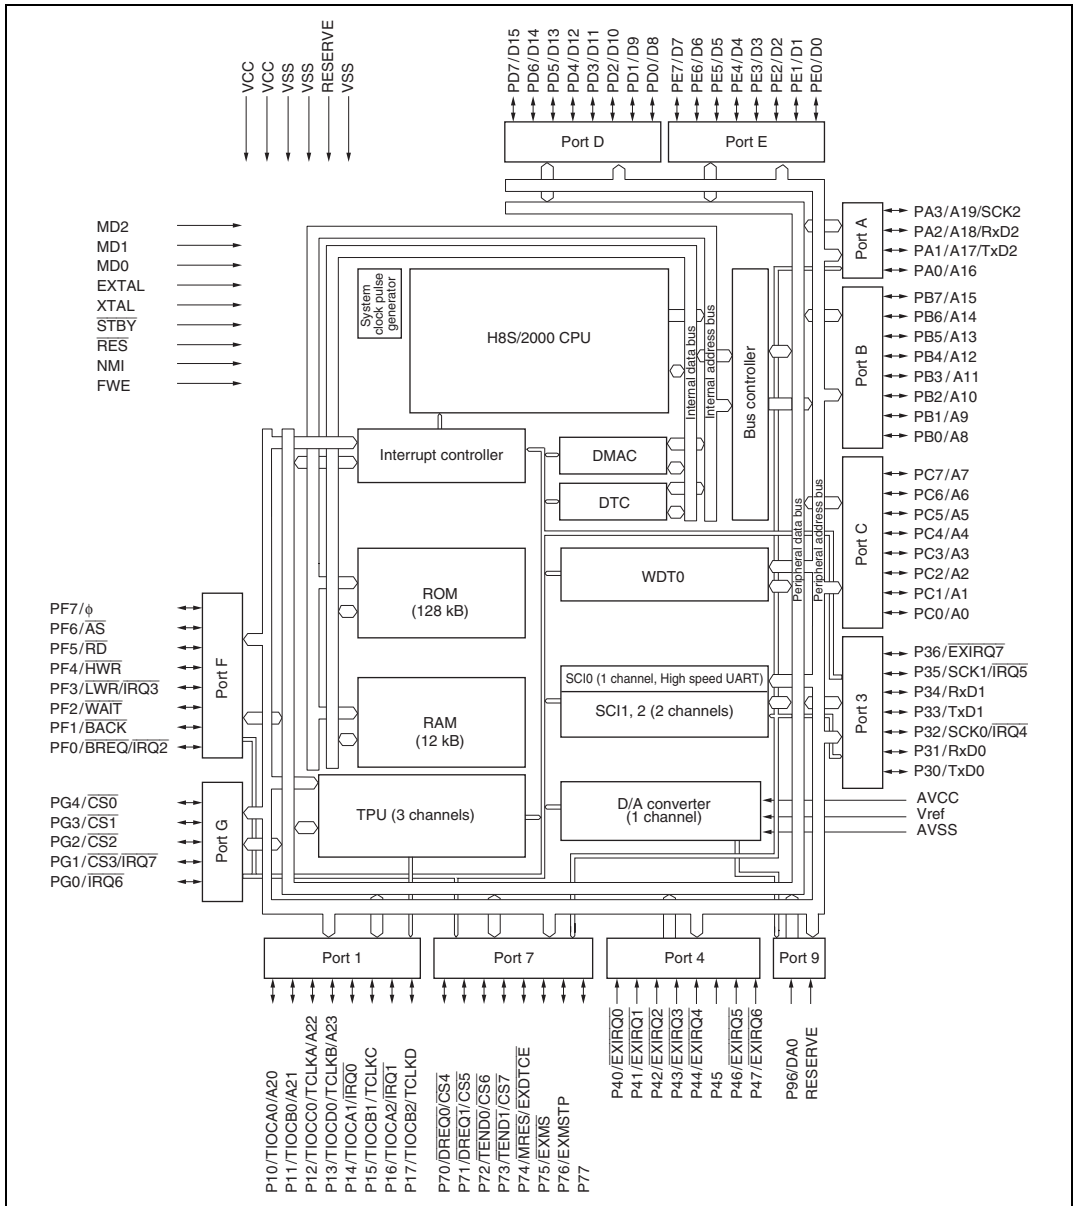 VCC
VCC
VSS
VSS
RESERVE
VSS
PD7/D15
PD6/D14
PD5/D13
PD4/D12
PD3/D11
PD2/D10
PD1/D9
PD0/D8
PE7/D7
PE6/D6
PE5/D5
PE4/D4
PE3/D3
PE2/D2
PE1/D1
PE0/D0
Port D
Port E
MD2
MD1
MD0
EXTAL
XTAL
STBY
RES
NMI
FWE
System
clock pulse
generator
H8S/2000 CPU
Internal data bus
Internal address bus
Bus controller
Port A
PA3/A19/SCK2
PA2/A18/RxD2
PA1/A17/TxD2
PA0/A16
Port B
PB7/A15
PB6/A14
PB5/A13
PB4/A12
PB3/A11
PB2/A10
PB1/A9
PB0/A8
Interrupt controller
DMAC
DTC
Peripheral data bus
Peripheral address bus
Port C
PC7/A7
PC6/A6
PC5/A5
PC4/A4
PC3/A3
PC2/A2
PC1/A1
PC0/A0
ROM
(128 kB)
WDT0
PF7/ϕ
PF6/AS
PF5/RD
PF4/HWR
PF3/LWR/IRQ3
PF2/WAIT
PF1/BACK
PF0/BREQ/IRQ2
Port F
RAM
(12 kB)
SCI0 (1 channel, High speed UART)
SCI1, 2 (2 channels)
Port 3
P36/EXIRQ7
P35/SCK1/IRQ5
P34/RxD1
P33/TxD1
P32/SCK0/IRQ4
P31/RxD0
P30/TxD0
PG4/CS0
PG3/CS1
PG2/CS2
PG1/CS3/IRQ7
PG0/IRQ6
Port G
TPU (3 channels)
D/A converter
(1 channel)
AVCC
Vref
AVSS
Port 1
Port 7
Port 4
Port 9
P10/TIOCA0/A20
P11/TIOCB0/A21
P12/TIOCC0/TCLKA/A22
P13/TIOCD0/TCLKB/A23
P14/TIOCA1/IRQ0
P15/TIOCB1/TCLKC
P16/TIOCA2/IRQ1
P17/TIOCB2/TCLKD
P70/DREQ0/CS4
P71/DREQ1/CS5
P72/TEND0/CS6
P73/TEND1/CS7
P74/MRES/EXDTCE
P75/EXMS
P76/EXMSTP
P77
P40/EXIRQ0
P41/EXIRQ1
P42/EXIRQ2
P43/EXIRQ3
P44/EXIRQ4
P45
P46/EXIRQ5
P47/EXIRQ6
P96/DA0
RESERVE